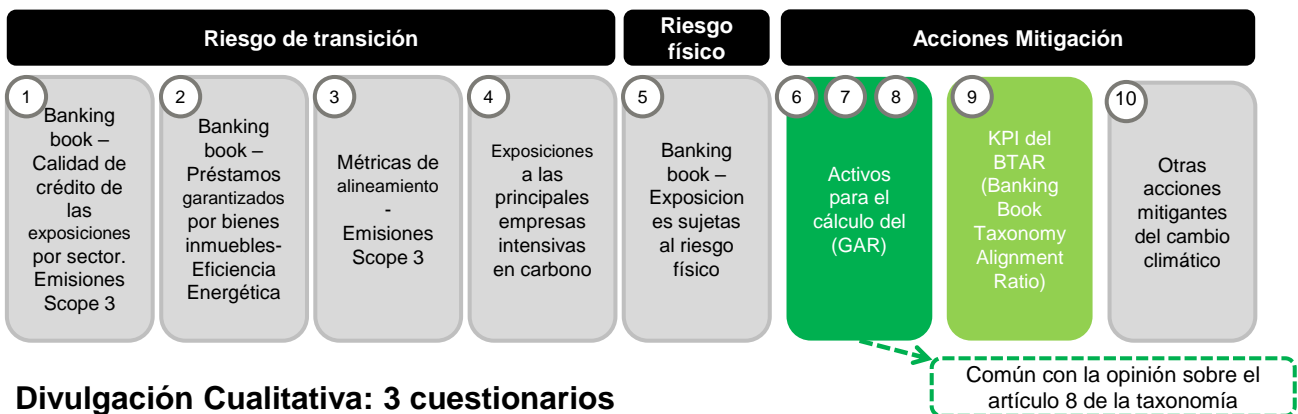 Riesgo de transición
Riesgo
físico
Acciones Mitigación
1
Banking
book –
Calidad de
crédito de
las
exposiciones
por sector.
Emisiones
Scope 3
2
Banking
book –
Préstamos
garantizados
por bienes
inmuebles-
Eficiencia
Energética
3
Métricas de
alineamiento
-
Emisiones
Scope 3
4
Exposiciones
a las
principales
empresas
intensivas
en carbono
5
Banking
book –
Exposicion
es sujetas
al riesgo
físico
6 7 8
Activos
para el
cálculo del
(GAR)
9
KPI del
BTAR
(Banking
Book
Taxonomy
Alignment
Ratio)
10
Otras
acciones
mitigantes
del cambio
climático
Común con la opinión sobre el
artículo 8 de la taxonomía
Divulgación Cualitativa: 3 cuestionarios